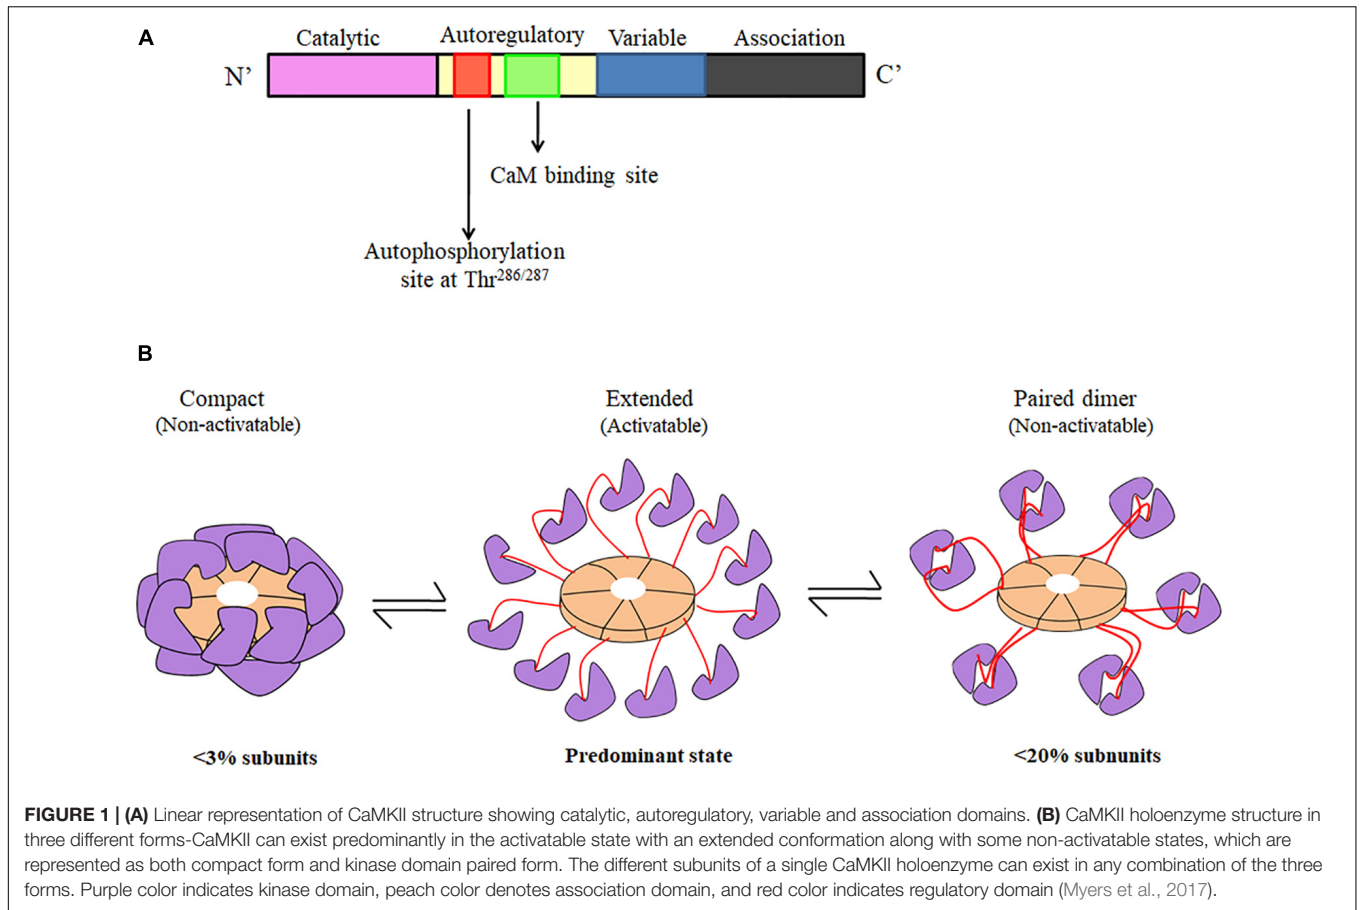 A
Catalytic Autoregulatory Variable Association
N’ C’
CaM binding site
Autophosphorylation
site at Thr286/287
B
Compact Extended Paired dimer
(Non-activatable) (Activatable) (Non-activatable)
<3% subunits Predominant state <20% subnunits
FIGURE 1 | (A) Linear representation of CaMKII structure showing catalytic, autoregulatory, variable and association domains. (B) CaMKII holoenzyme structure in
three different forms-CaMKII can exist predominantly in the activatable state with an extended conformation along with some non-activatable states, which are
represented as both compact form and kinase domain paired form. The different subunits of a single CaMKII holoenzyme can exist in any combination of the three
forms. Purple color indicates kinase domain, peach color denotes association domain, and red color indicates regulatory domain (Myers et al., 2017).